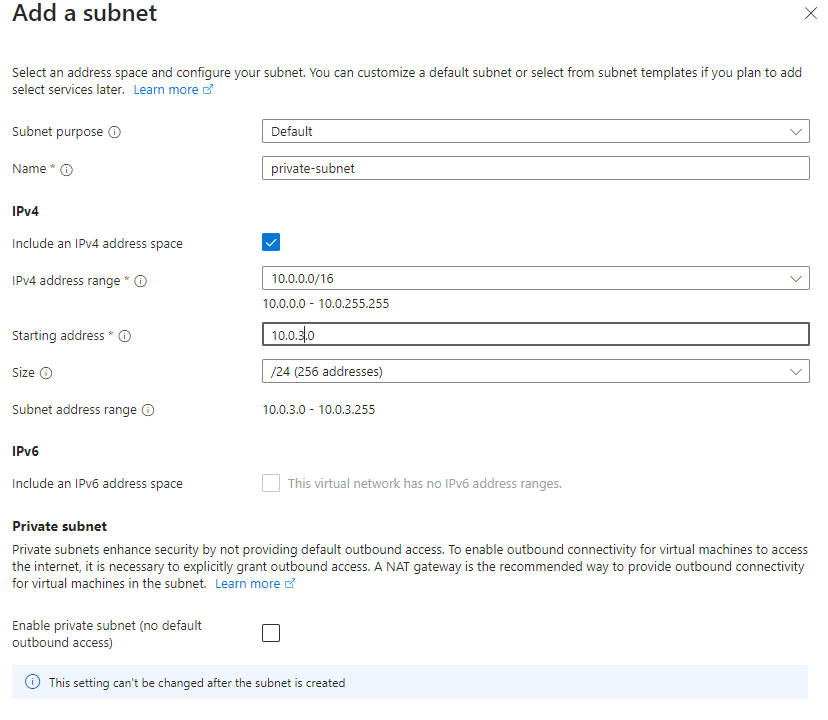 Add a subnet
Select an address space and configure your subnet. You can customize a default subnet or select from subnet templates if you plan to add
select services later. Learn more
Subnet purpose
Default
Name *
private-subnet
IPv4
Include an IPv4 address space
IPv4 address range *
10.0.0.0/16
10.0.0.0 - 10.0.255.255
Starting address *
10.0.3.0
Size
/24 (256 addresses)
Subnet address range
10.0.3.0 - 10.0.3.255
IPv6
Include an IPv6 address space
This virtual network has no IPv6 address ranges.
Private subnet
Private subnets enhance security by not providing default outbound access. To enable outbound connectivity for virtual machines to access
the internet, it is necessary to explicitly grant outbound access. A NAT gateway is the recommended way to provide outbound connectivity
for virtual machines in the subnet. Learn more
Enable private subnet (no default
outbound access)
This setting can't be changed after the subnet is created